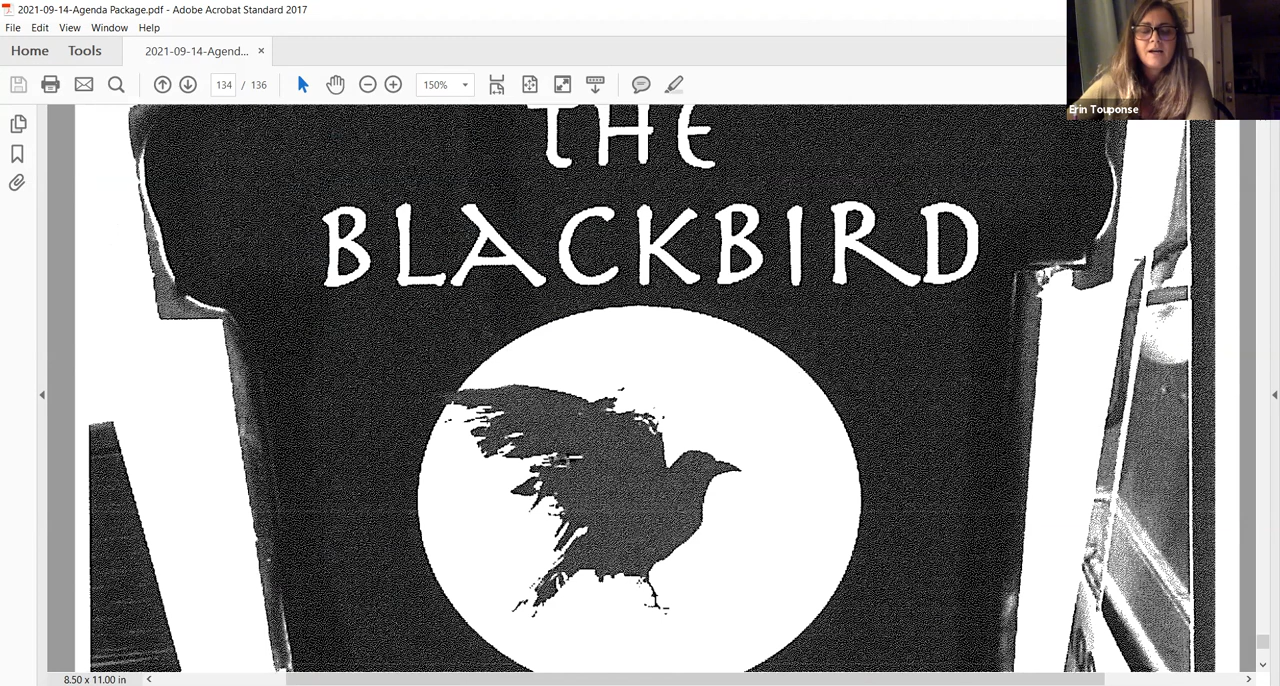 2021-09-14-Agenda Package.pdf - Adobe Acrobat Standard 2017
File Edit View Window Help
Home Tools 2021-09-14-Agend... ×
134 / 136 150%
Erin Touponse
THE
BLACKBIRD
8.50 x 11.00 in